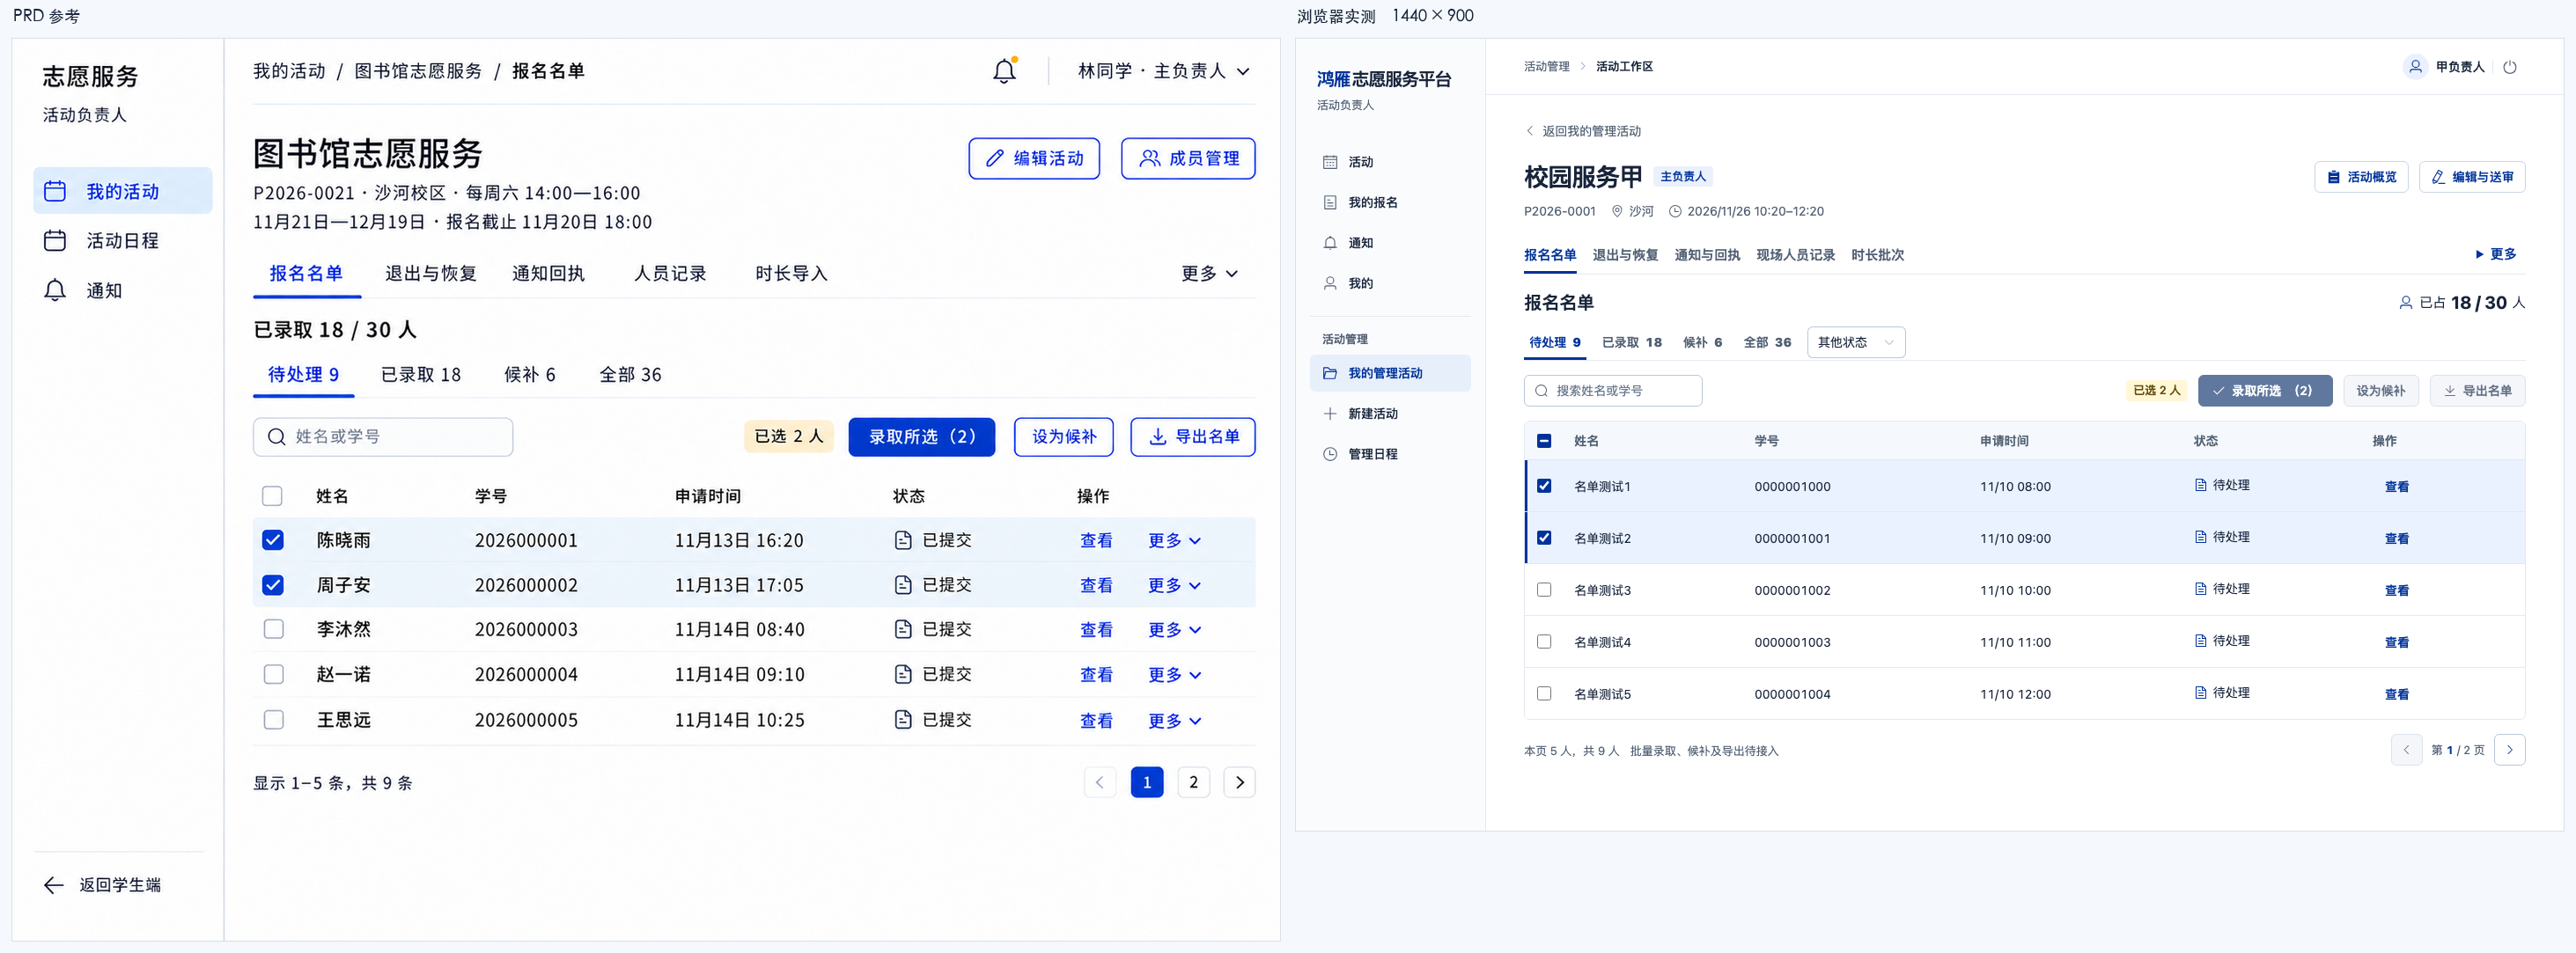 PRD 参考
志愿服务
活动负责人
我的活动
活动日程
通知
返回学生端
我的活动 / 图书馆志愿服务 / 报名名单
林同学 · 主负责人
图书馆志愿服务
编辑活动 成员管理
P2026-0021 · 沙河校区 · 每周六 14:00—16:00
11月21日—12月19日 · 报名截止 11月20日 18:00
报名名单 退出与恢复 通知回执 人员记录 时长导入 更多
已录取 18 / 30 人
待处理 9 已录取 18 候补 6 全部 36
姓名或学号 已选 2 人 录取所选（2） 设为候补 导出名单
姓名 学号 申请时间 状态 操作
陈晓雨 2026000001 11月13日 16:20 已提交 查看 更多
周子安 2026000002 11月13日 17:05 已提交 查看 更多
李沐然 2026000003 11月14日 08:40 已提交 查看 更多
赵一诺 2026000004 11月14日 09:10 已提交 查看 更多
王思远 2026000005 11月14日 10:25 已提交 查看 更多
显示 1–5 条，共 9 条 1 2
浏览器实测 1440 × 900
鸿雁志愿服务平台
活动负责人
活动
我的报名
通知
我的
活动管理
我的管理活动
新建活动
管理日程
活动管理 > 活动工作区 甲负责人
返回我的管理活动
校园服务甲 主负责人 活动概览 编辑与送审
P2026-0001 沙河 2026/11/26 10:20–12:20
报名名单 退出与恢复 通知与回执 现场人员记录 时长批次 更多
报名名单 已占 18 / 30 人
待处理 9 已录取 18 候补 6 全部 36 其他状态
搜索姓名或学号 已选 2 人 录取所选 （2） 设为候补 导出名单
姓名 学号 申请时间 状态 操作
名单测试1 0000001000 11/10 08:00 待处理 查看
名单测试2 0000001001 11/10 09:00 待处理 查看
名单测试3 0000001002 11/10 10:00 待处理 查看
名单测试4 0000001003 11/10 11:00 待处理 查看
名单测试5 0000001004 11/10 12:00 待处理 查看
本页 5 人，共 9 人 批量录取、候补及导出待接入 第 1 / 2 页